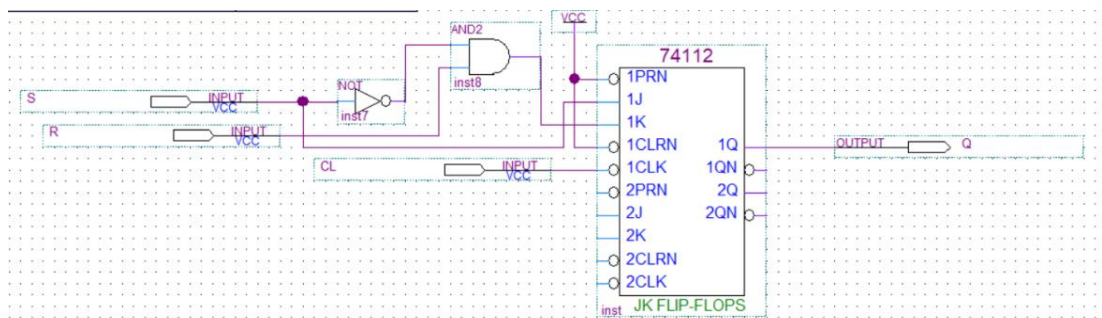 VCC
AND2
74112
NOT
inst8
1PRN
S
INPUT
VCC
1J
inst7
1K
R
INPUT
VCC
1CLRN
1Q
OUTPUT
Q
CL
INPUT
VCC
1CLK
1QN
2PRN
2Q
2J
2QN
2K
2CLRN
2CLK
inst
JK FLIP-FLOPS